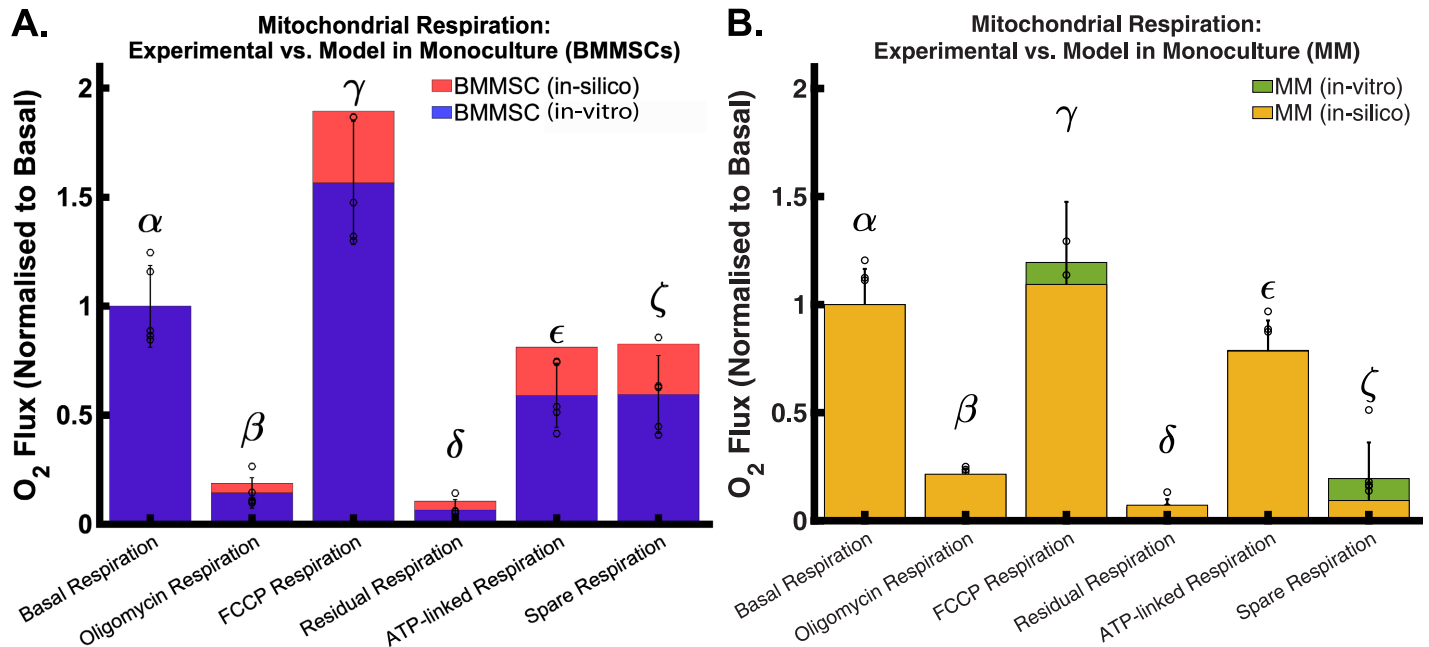 A.
Mitochondrial Respiration:
Experimental vs. Model in Monoculture (BMMSCs)
O2 Flux (Normalised to Basal)
2
1.5
1
0.5
0
BMMSC (in-silico)
BMMSC (in-vitro)
α
β
γ
δ
ϵ
ζ
Basal Respiration
Oligomycin Respiration
FCCP Respiration
Residual Respiration
ATP-linked Respiration
Spare Respiration
B.
Mitochondrial Respiration:
Experimental vs. Model in Monoculture (MM)
O2 Flux (Normalised to Basal)
2
1.5
1
0.5
0
MM (in-vitro)
MM (in-silico)
α
β
γ
δ
ϵ
ζ
Basal Respiration
Oligomycin Respiration
FCCP Respiration
Residual Respiration
ATP-linked Respiration
Spare Respiration